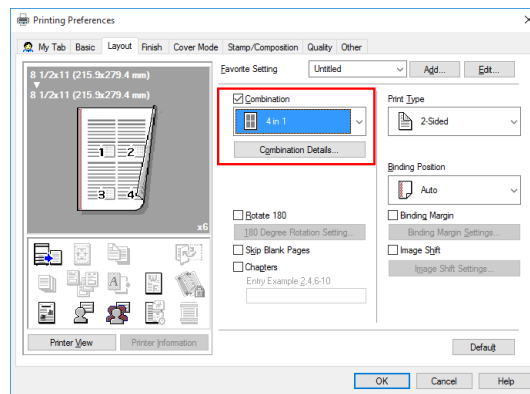 Printing Preferences
My Tab Basic Layout Finish Cover Mode Stamp/Composition Quality Other
8 1/2x11 (215.9x279.4 mm)
8 1/2x11 (215.9x279.4 mm)
1 2
3 4
x6
Printer View Printer Information
Favorite Setting Untitled Add... Edit...
Combination
4 in 1
Combination Details...
Print Type
2-Sided
Binding Position
Auto
Rotate 180
180 Degree Rotation Setting...
Skip Blank Pages
Chapters
Entry Example 2,4,6-10
Binding Margin
Binding Margin Settings...
Image Shift
Image Shift Settings...
Default
OK Cancel Help